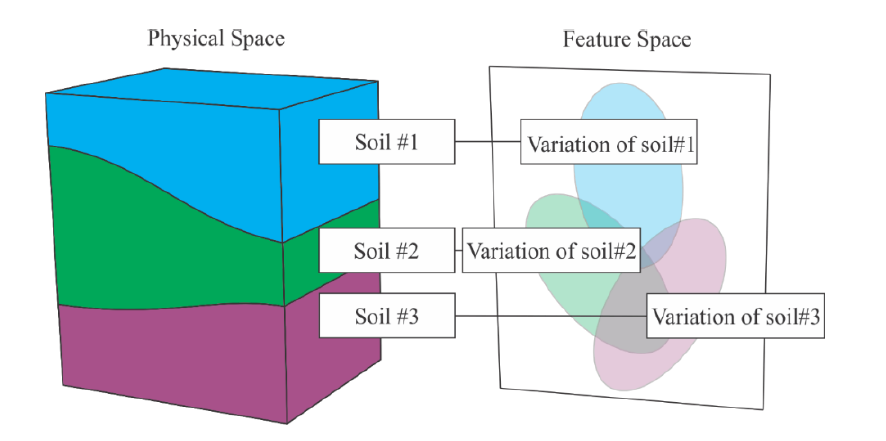 Physical Space
Feature Space
Soil #1
Variation of soil#1
Soil #2
Variation of soil#2
Soil #3
Variation of soil#3